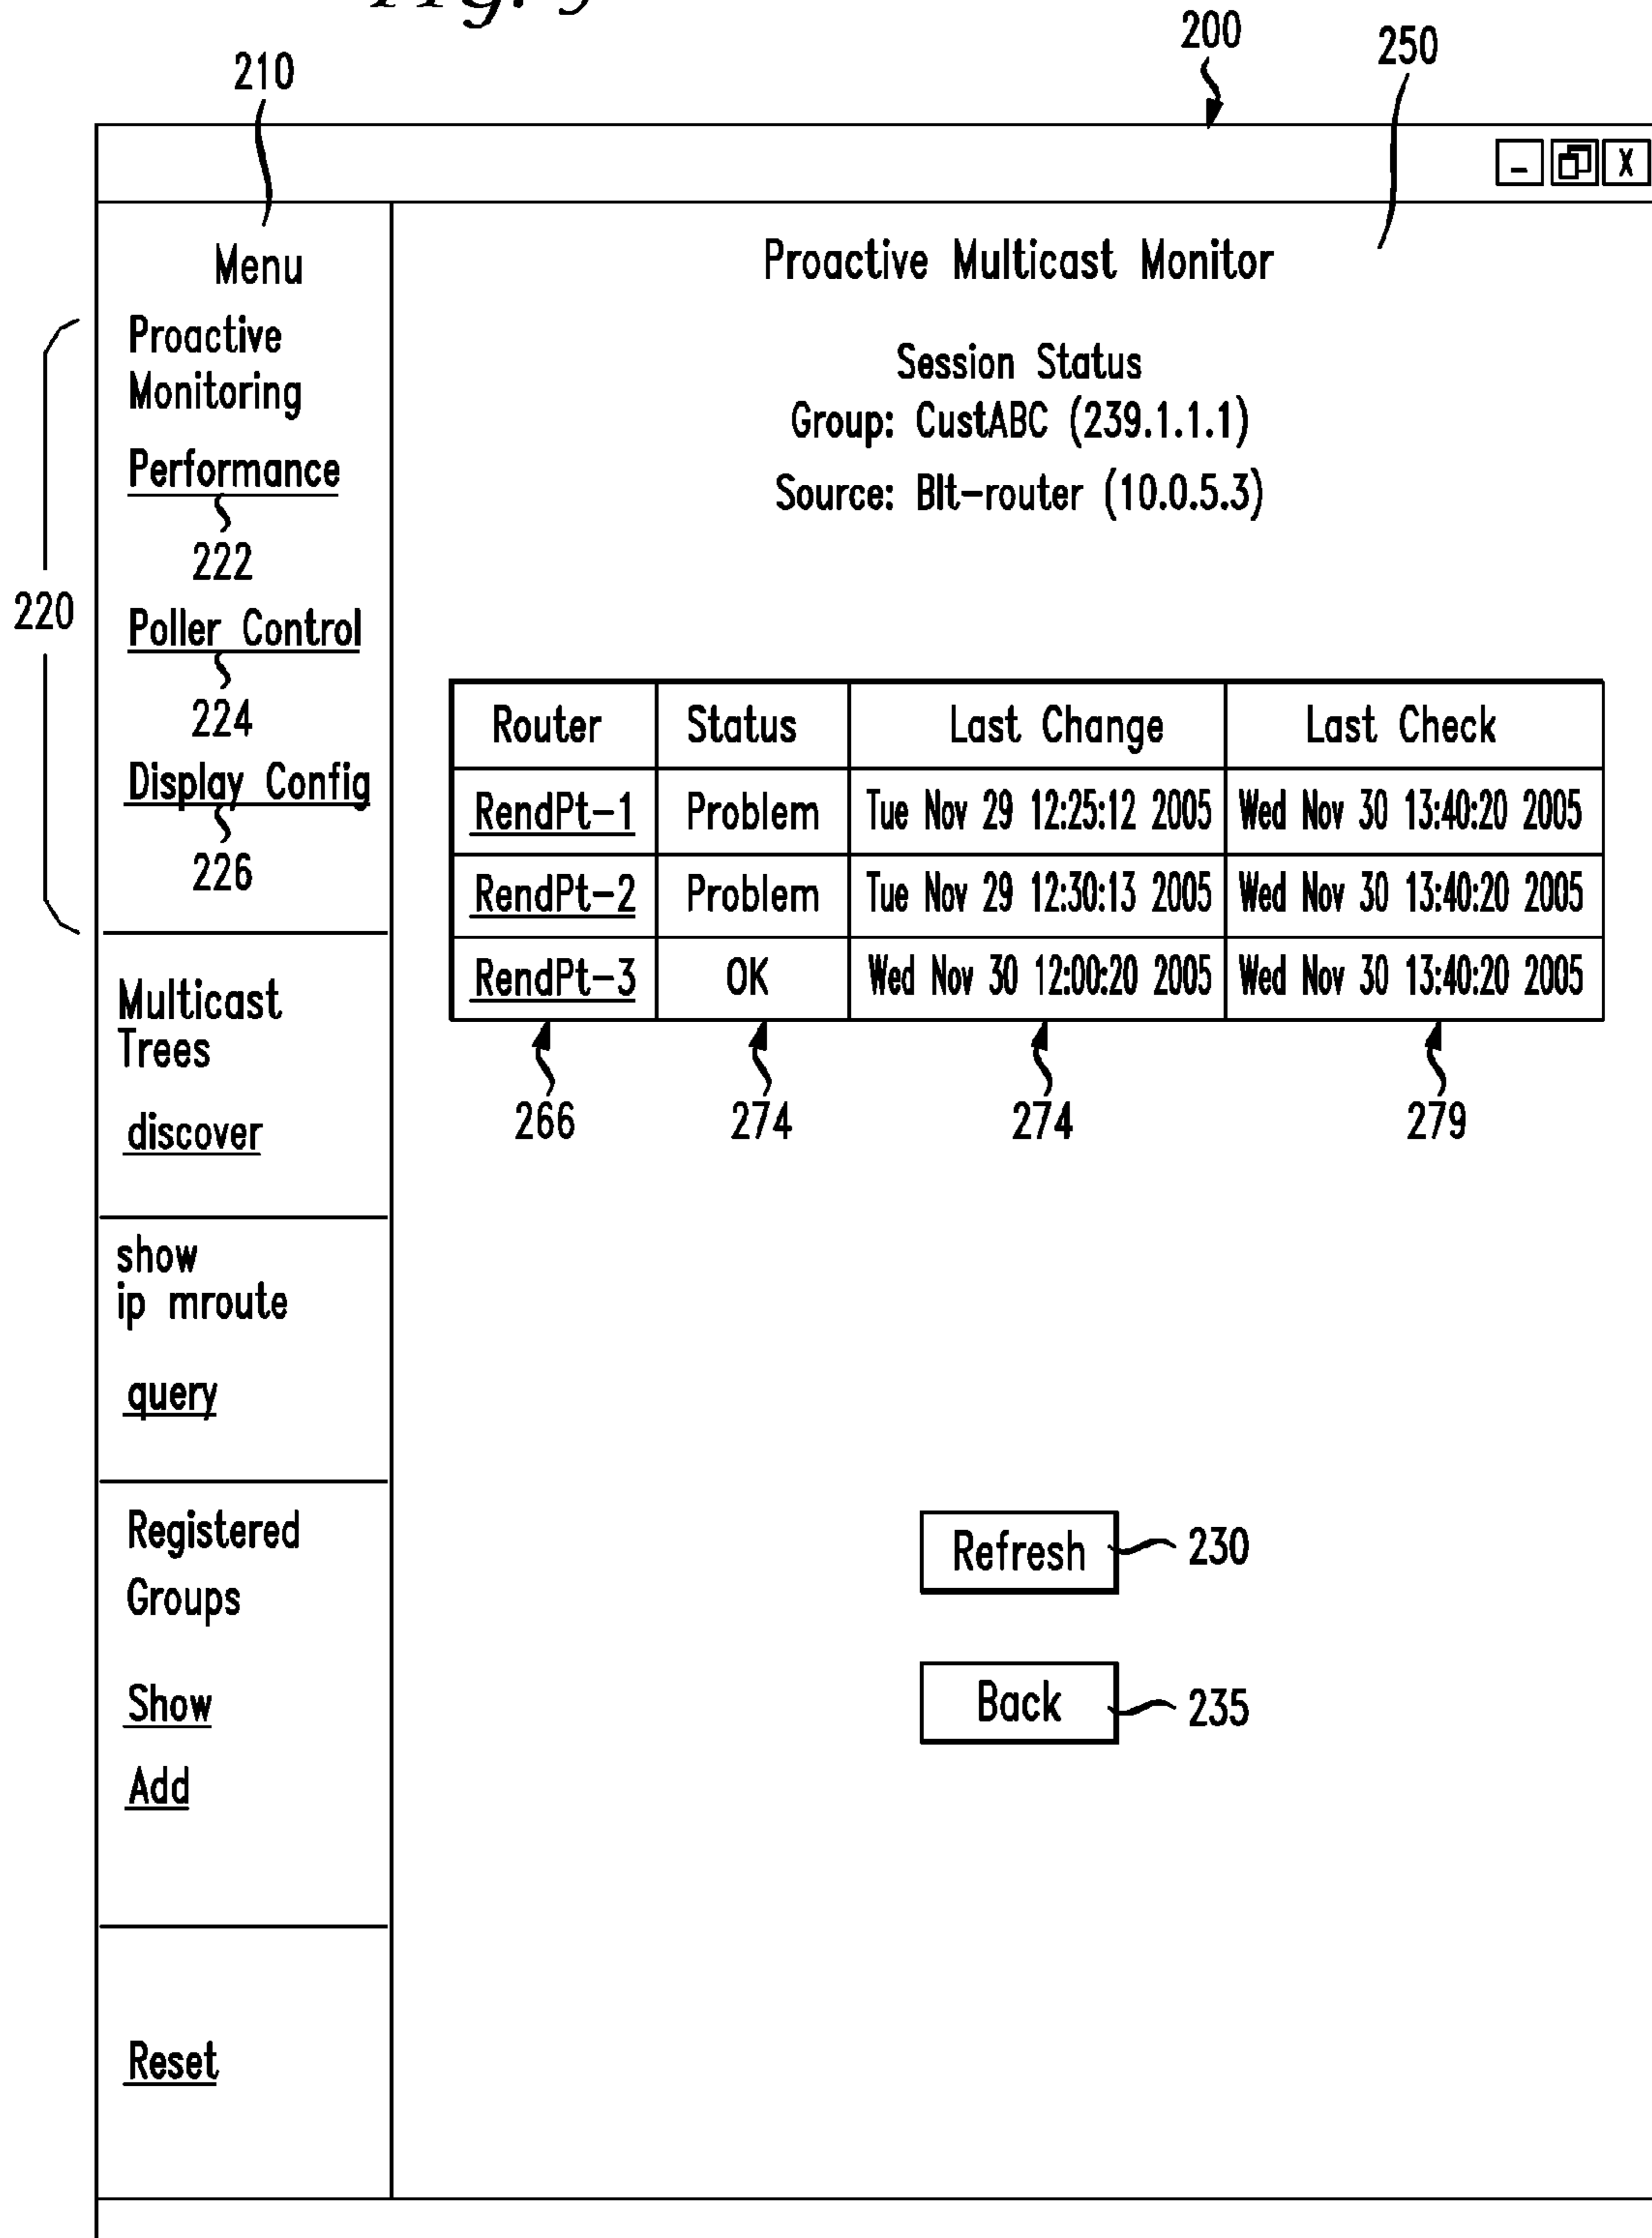 200
250
210
_
X
Menu
Proactive
Monitoring
Performance
222
220
Poller Control
224
Display Config
226
Multicast
Trees
discover
show
ip mroute
query
Registered
Groups
Show
Add
Reset
Proactive Multicast Monitor
Session Status
Group: CustABC (239.1.1.1)
Source: Blt-router (10.0.5.3)
Router Status Last Change Last Check
RendPt-1 Problem Tue Nov 29 12:25:12 2005 Wed Nov 30 13:40:20 2005
RendPt-2 Problem Tue Nov 29 12:30:13 2005 Wed Nov 30 13:40:20 2005
RendPt-3 OK Wed Nov 30 12:00:20 2005 Wed Nov 30 13:40:20 2005
266 274 274 279
Refresh 230
Back 235